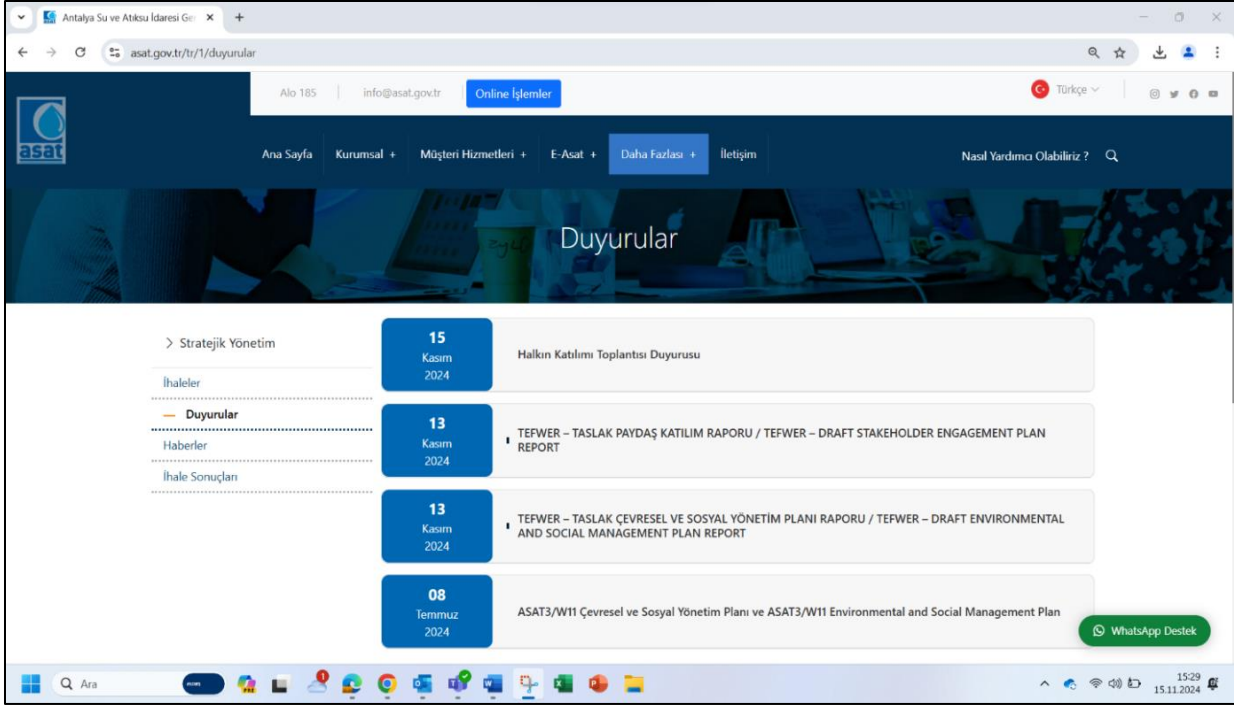 Antalya Su ve Atıksu İdaresi Ge
asat.gov.tr/tr/1/duyurular
Alo 185
info@asat.gov.tr
Online İşlemler
Türkçe
asat
Ana Sayfa
Kurumsal +
Müşteri Hizmetleri +
E-Asat +
Daha Fazlası +
İletişim
Nasıl Yardımcı Olabiliriz ?
Duyurular
> Stratejik Yönetim
İhaleler
Duyurular
Haberler
İhale Sonuçları
15
Kasım
2024
Halkın Katılımı Toplantısı Duyurusu
13
Kasım
2024
TEFWER – TASLAK PAYDAŞ KATILIM RAPORU / TEFWER – DRAFT STAKEHOLDER ENGAGEMENT PLAN
REPORT
13
Kasım
2024
TEFWER – TASLAK ÇEVRESEL VE SOSYAL YÖNETİM PLANI RAPORU / TEFWER – DRAFT ENVIRONMENTAL
AND SOCIAL MANAGEMENT PLAN REPORT
08
Temmuz
2024
ASAT3/W11 Çevresel ve Sosyal Yönetim Planı ve ASAT3/W11 Environmental and Social Management Plan
WhatsApp Destek
Ara
15:29
15.11.2024